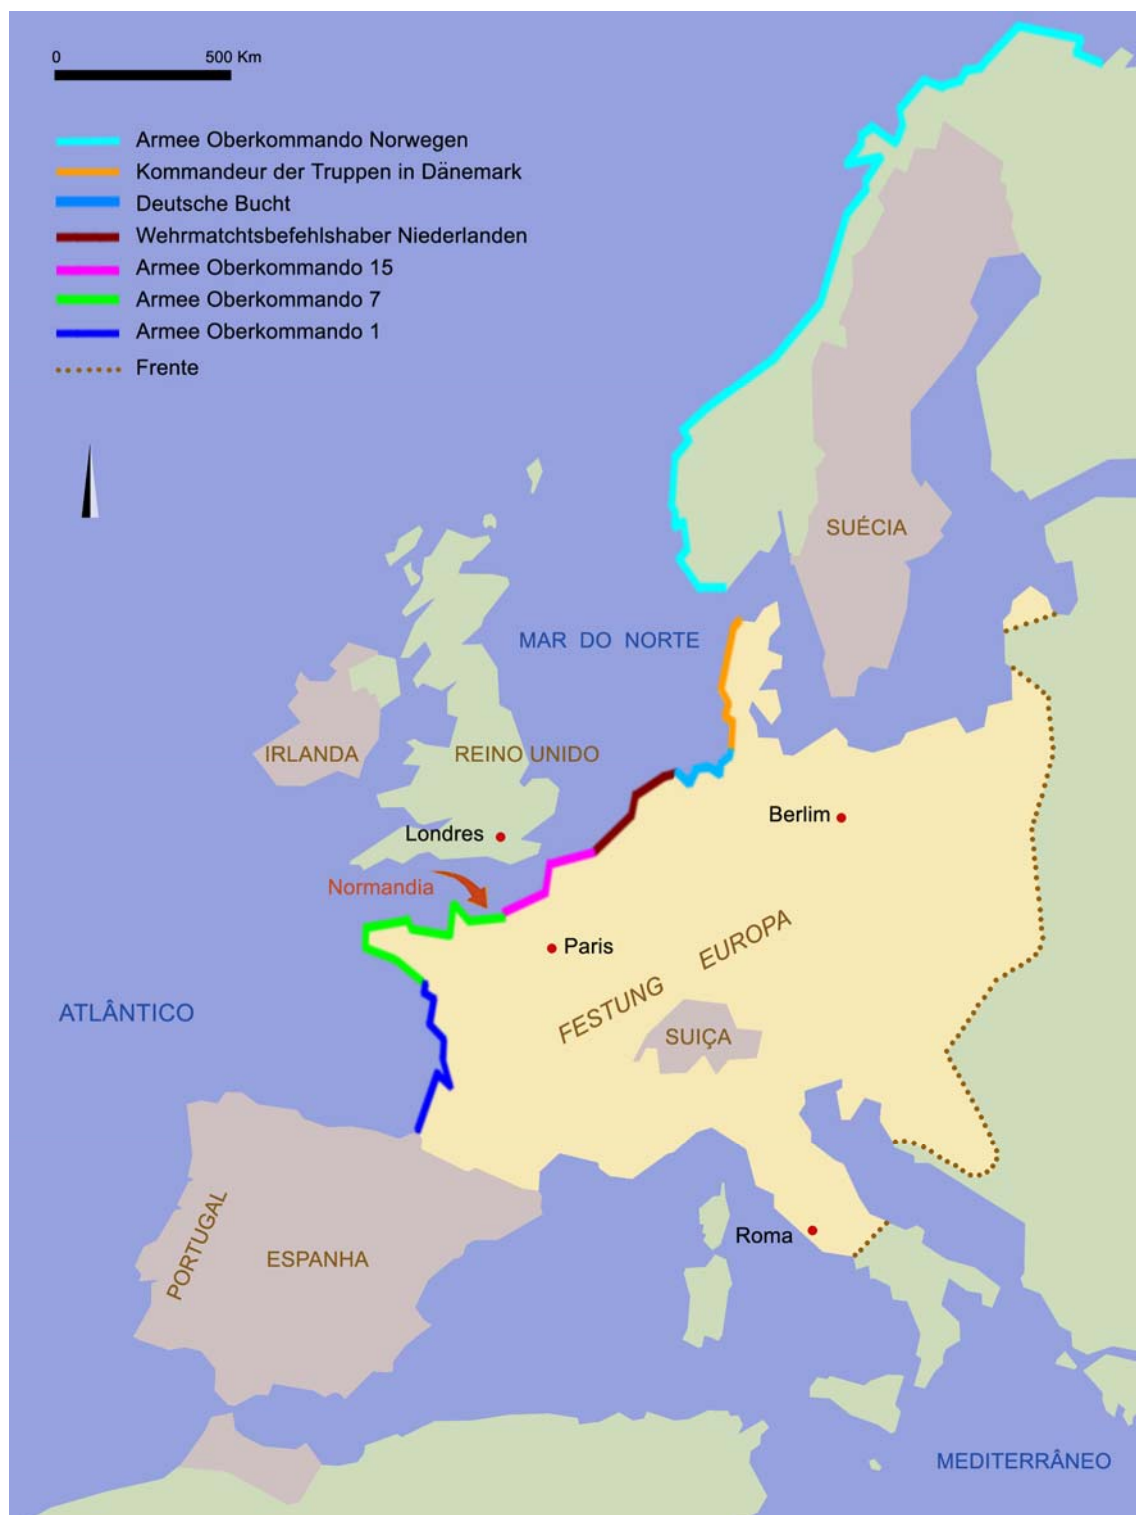 0 500 Km
Armee Oberkommando Norwegen
Kommandeur der Truppen in Dänemark
Deutsche Bucht
Wehrmatchtsbefehlshaber Niederlanden
Armee Oberkommando 15
Armee Oberkommando 7
Armee Oberkommando 1
Frente
SUÉCIA
MAR DO NORTE
IRLANDA
REINO UNIDO
Berlim
Londres
Normandia
Paris
FESTUNG EUROPA
ATLÂNTICO
SUIÇA
PORTUGAL
ESPANHA
Roma
MEDITERRÂNEO